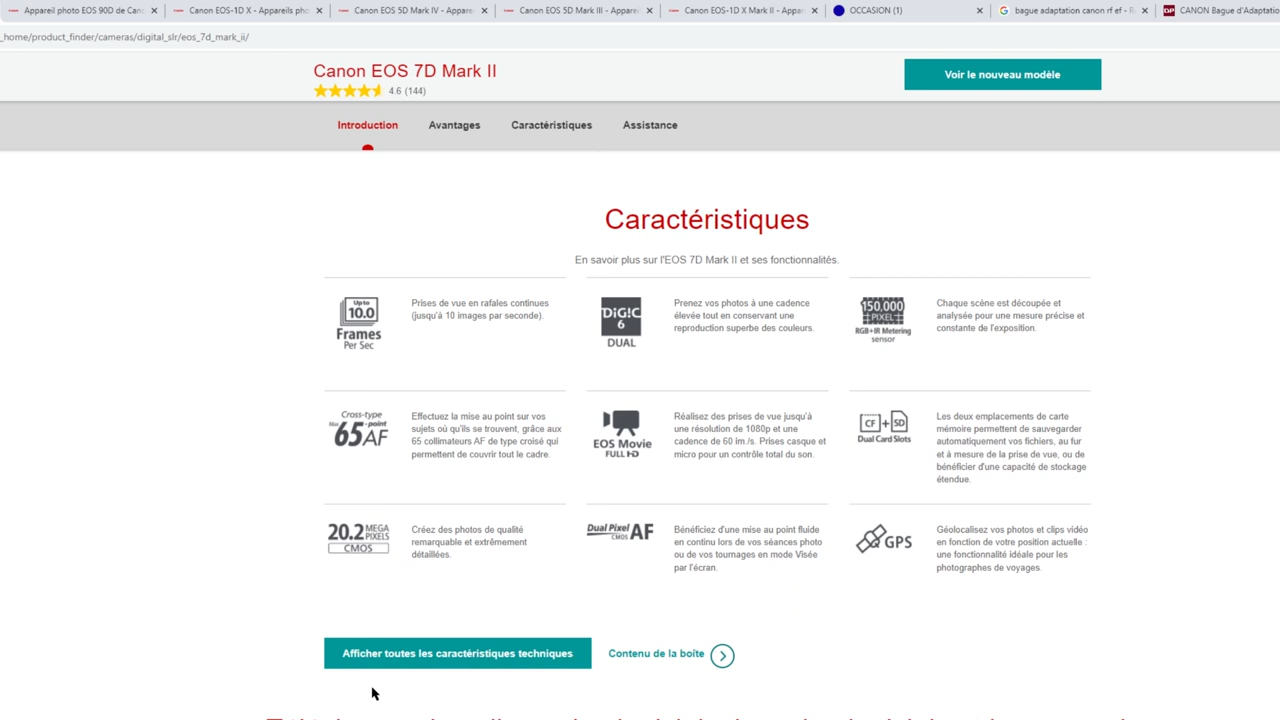 Appareil photo EOS 90D de Can
Canon EOS-1D X - Appareils pho
Canon EOS 5D Mark IV - Appare
Canon EOS 5D Mark III - Apparei
Canon EOS-1D X Mark II - Appar
OCCASION (1)
bague adaptation canon rf ef - R
CANON Bague d'Adaptatio
_home/product_finder/cameras/digital_slr/eos_7d_mark_ii/
Canon EOS 7D Mark II
4.6 (144)
Voir le nouveau modèle
Introduction
Avantages
Caractéristiques
Assistance
Caractéristiques
En savoir plus sur l'EOS 7D Mark II et ses fonctionnalités.
Up to
10.0
Frames
Per Sec
Prises de vue en rafales continues
(jusqu'à 10 images par seconde).
DiG!C
6
DUAL
Prenez vos photos à une cadence
élevée tout en conservant une
reproduction superbe des couleurs.
150,000
PIXEL
RGB+IR Metering
sensor
Chaque scène est découpée et
analysée pour une mesure précise et
constante de l'exposition.
Cross-type
Max 65-point
AF
Effectuez la mise au point sur vos
sujets où qu'ils se trouvent, grâce aux
65 collimateurs AF de type croisé qui
permettent de couvrir tout le cadre.
EOS Movie
FULL HD
Réalisez des prises de vue jusqu'à
une résolution de 1080p et une
cadence de 60 im./s. Prises casque et
micro pour un contrôle total du son.
CF+SD
Dual Card Slots
Les deux emplacements de carte
mémoire permettent de sauvegarder
automatiquement vos fichiers, au fur
et à mesure de la prise de vue, ou de
bénéficier d'une capacité de stockage
étendue.
20.2 MEGA
PIXELS
CMOS
Créez des photos de qualité
remarquable et extrêmement
détaillées.
Dual Pixel
CMOS AF
Bénéficiez d'une mise au point fluide
en continu lors de vos séances photo
ou de vos tournages en mode Visée
par l'écran.
GPS
Géolocalisez vos photos et clips vidéo
en fonction de votre position actuelle :
une fonctionnalité idéale pour les
photographes de voyages.
Afficher toutes les caractéristiques techniques
Contenu de la boîte